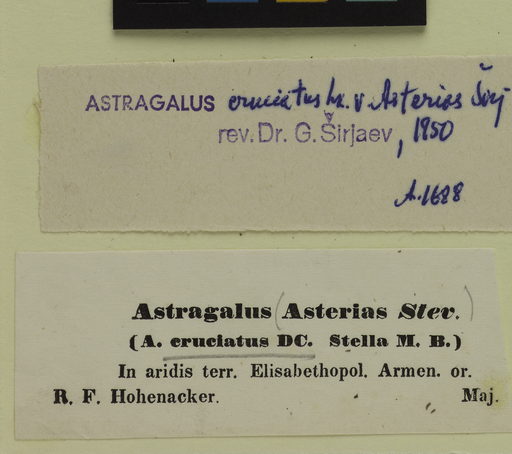 ASTRAGALUS cruciatus Lk. v Asterias Širj
rev. Dr. G. Širjaev, 1950
A.1688
Astragalus (Asterias Stev.)
(A. cruciatus DC. Stella M. B.)
In aridis terr. Elisabethopol. Armen. or.
R. F. Hohenacker. Maj.